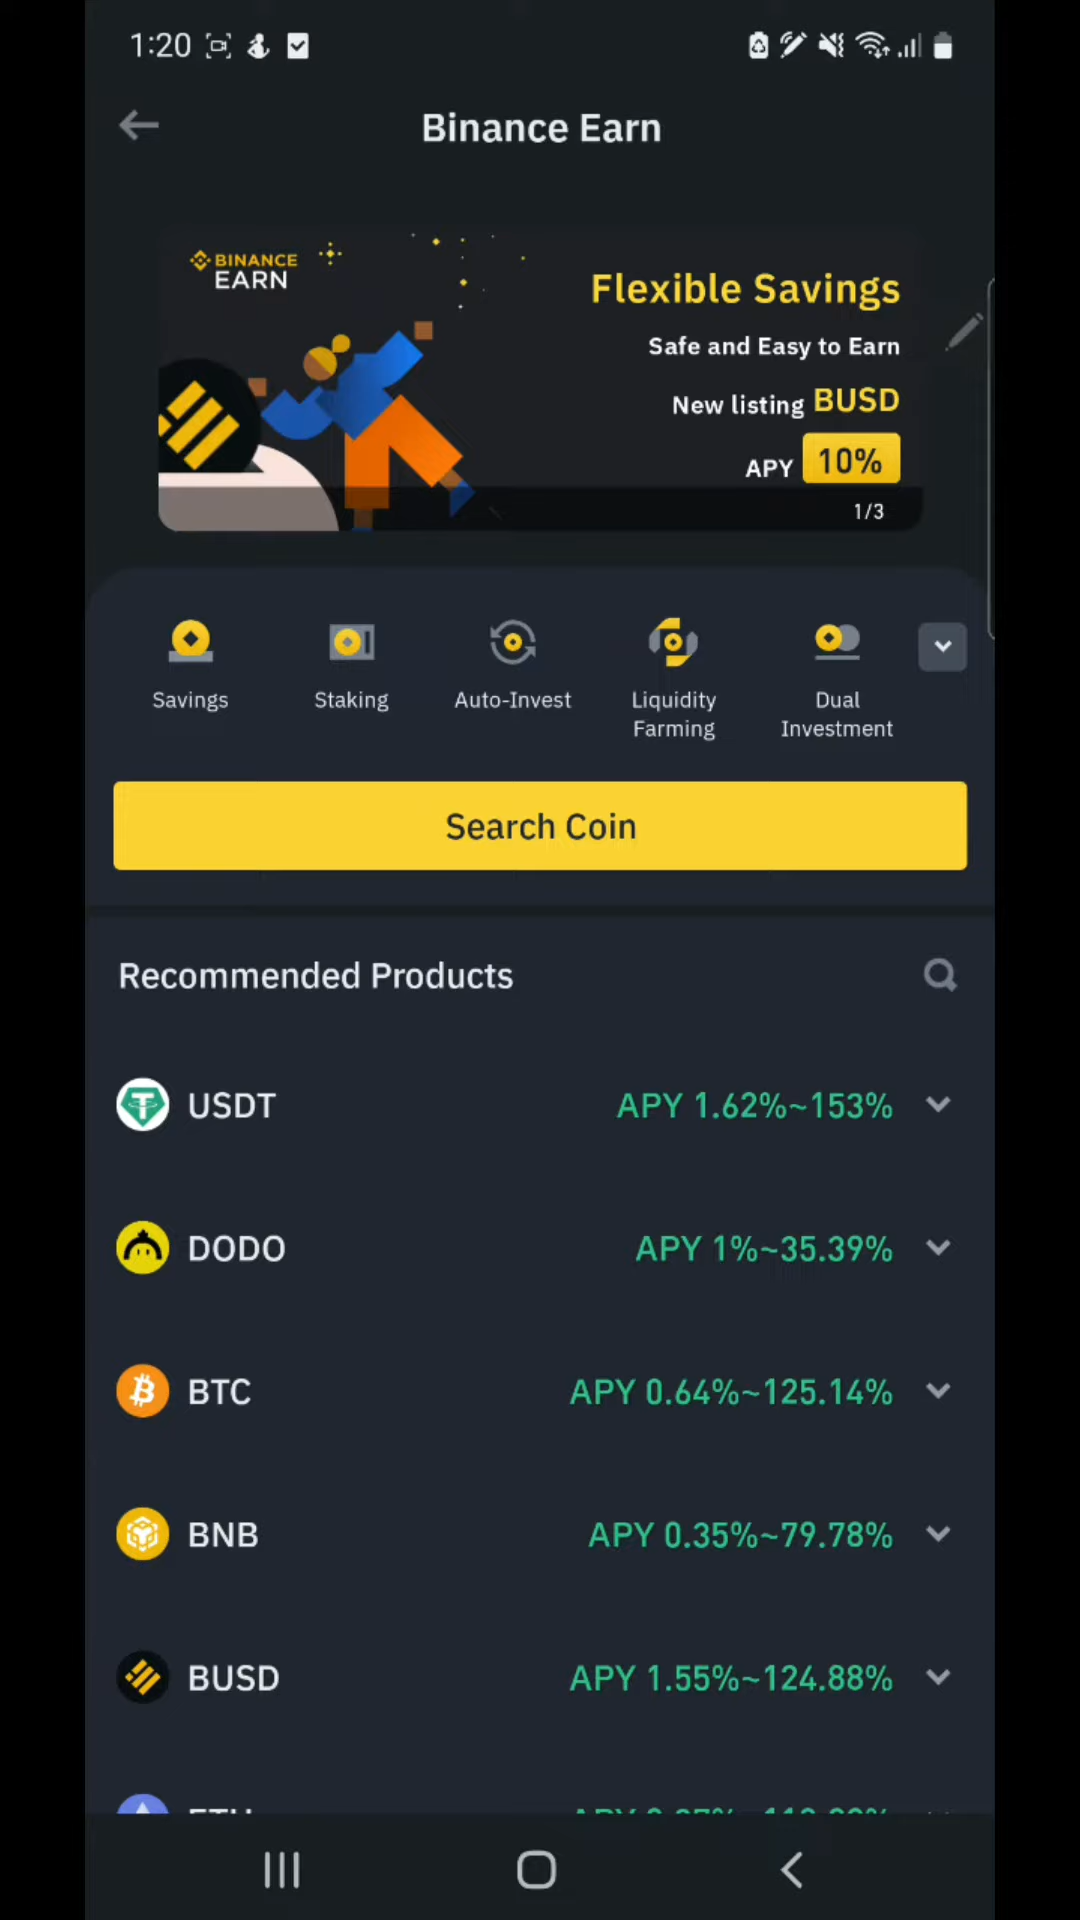 1:20
Binance Earn
BINANCE
EARN
Flexible Savings
Safe and Easy to Earn
New listing BUSD
APY 10%
1/3
Savings
Staking
Auto-Invest
Liquidity
Farming
Dual
Investment
Search Coin
Recommended Products
USDT APY 1.62%~153%
DODO APY 1%~35.39%
BTC APY 0.64%~125.14%
BNB APY 0.35%~79.78%
BUSD APY 1.55%~124.88%
ETH APY